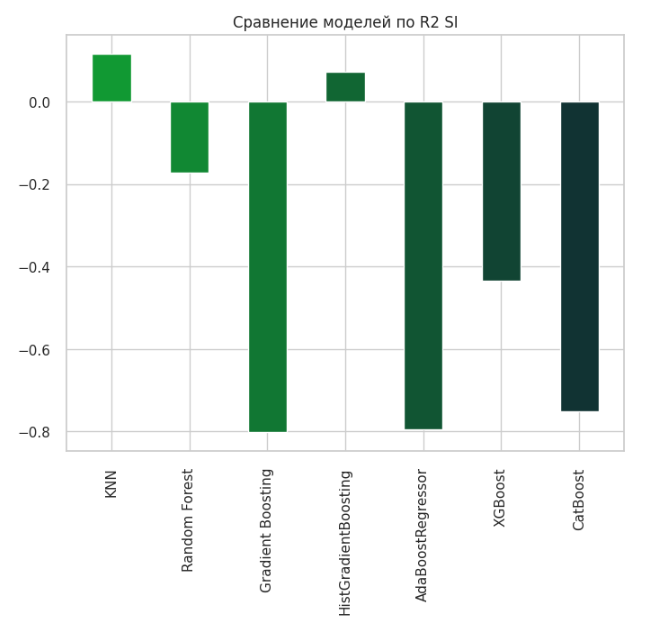 Сравнение моделей по R2 SI
0.0
−0.2
−0.4
−0.6
−0.8
KNN
Random Forest
Gradient Boosting
HistGradientBoosting
AdaBoostRegressor
XGBoost
CatBoost